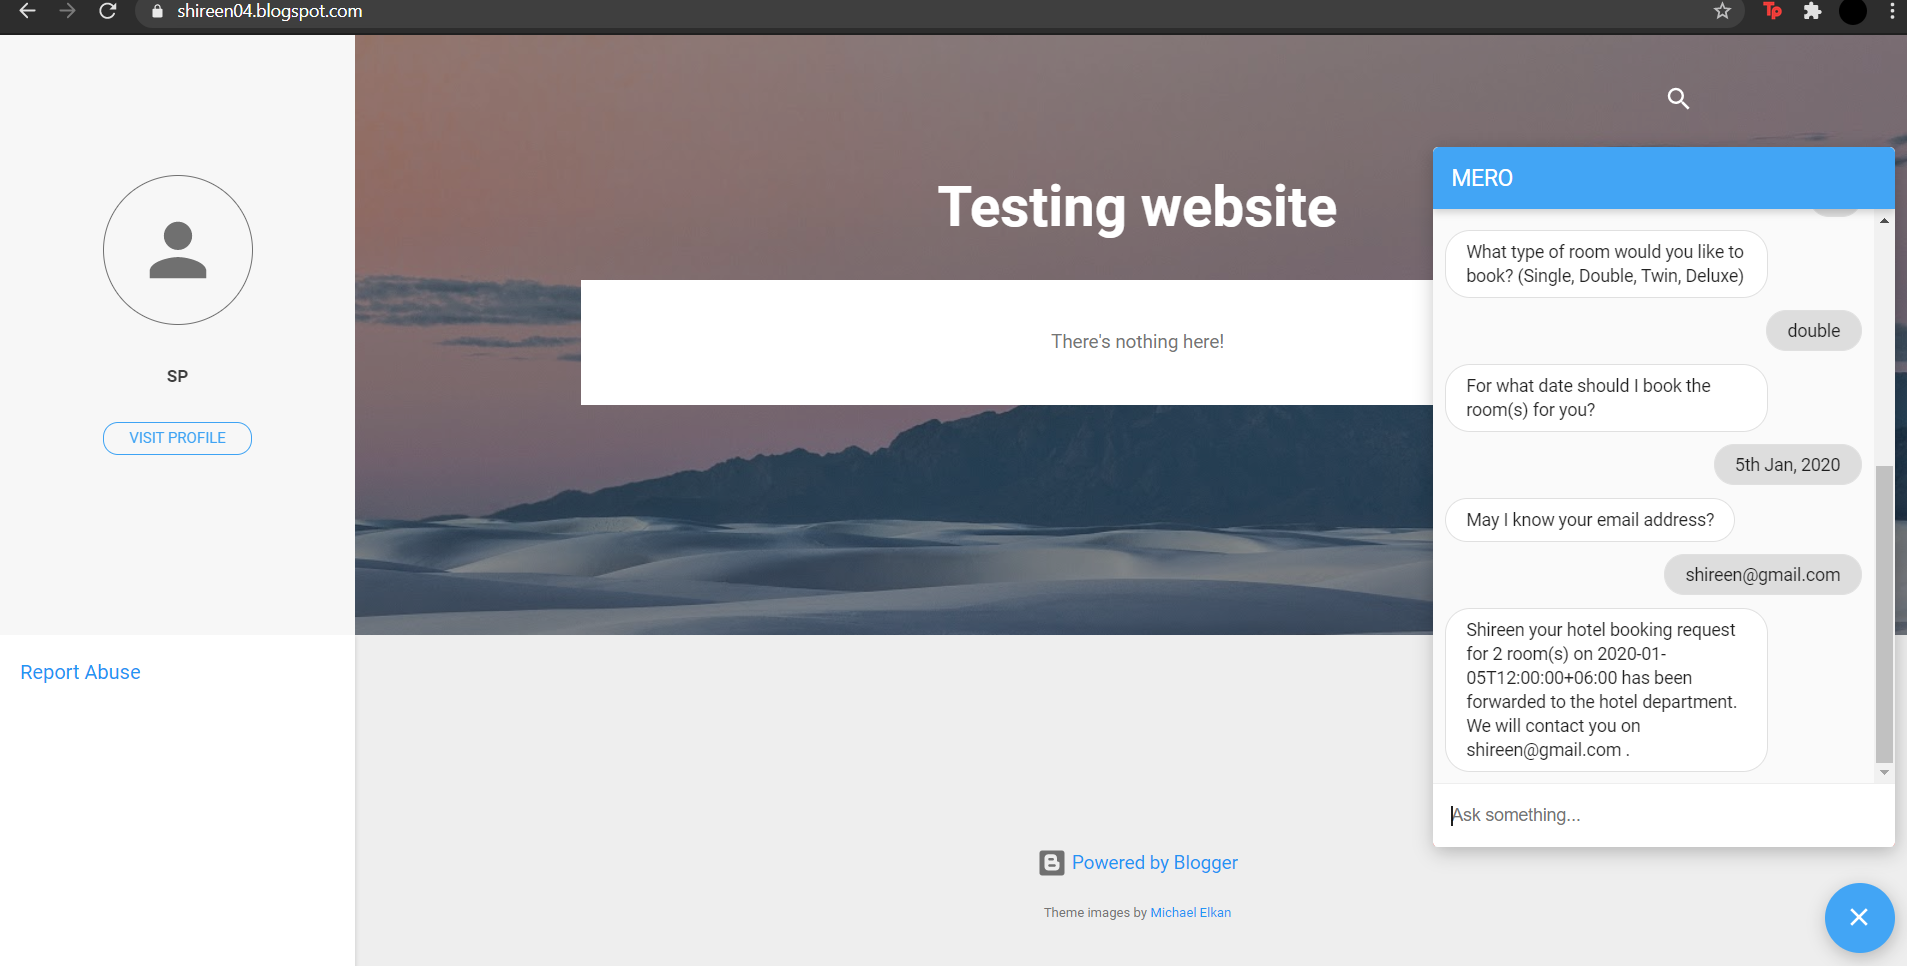 shireen04.blogspot.com
Tp
SP
VISIT PROFILE
Report Abuse
Testing website
There's nothing here!
Powered by Blogger
Theme images by Michael Elkan
MERO
What type of room would you like to
book? (Single, Double, Twin, Deluxe)
double
For what date should I book the
room(s) for you?
5th Jan, 2020
May I know your email address?
shireen@gmail.com
Shireen your hotel booking request
for 2 room(s) on 2020-01-
05T12:00:00+06:00 has been
forwarded to the hotel department.
We will contact you on
shireen@gmail.com .
Ask something...